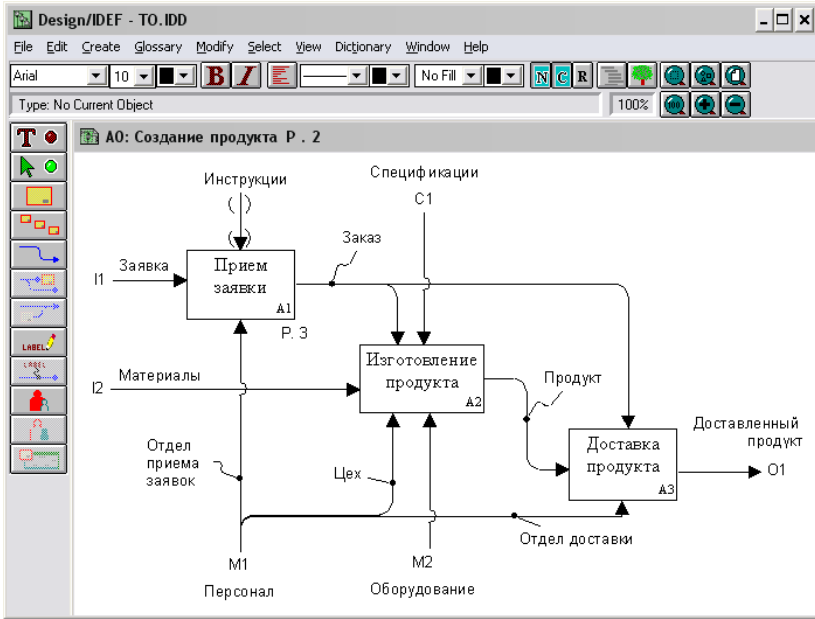 Design/IDEF - TO.IDD
File Edit Create Glossary Modify Select View Dictionary Window Help
Arial 10 B I No Fill N C R
Type: No Current Object 100% 100
T
A0: Создание продукта P . 2
Инструкции
Спецификации
( )
C1
( )
Заказ
Заявка
I1
Прием
заявки
A1
P. 3
Изготовление
продукта
A2
Материалы
I2
Продукт
LABEL
LABEL
Доставленный
продукт
O1
Доставка
продукта
A3
Отдел
приема
заявок
Цех
Отдел доставки
M1
M2
Персонал
Оборудование